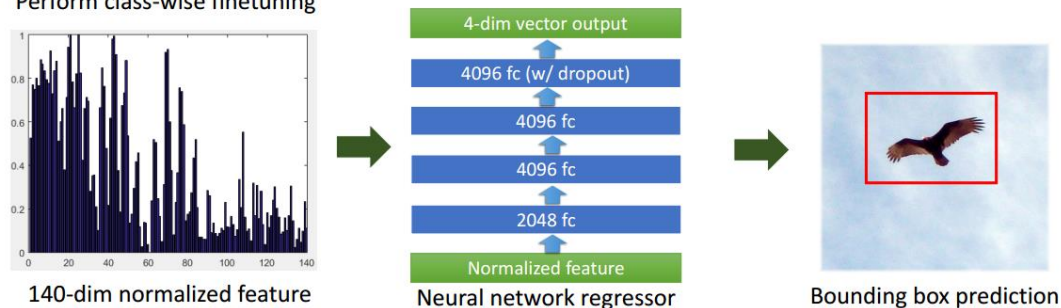 Perform class-wise finetuning
1
0.8
0.6
0.4
0.2
0
0 20 40 60 80 100 120 140
140-dim normalized feature
4-dim vector output
4096 fc (w/ dropout)
4096 fc
4096 fc
2048 fc
Normalized feature
Neural network regressor
Bounding box prediction